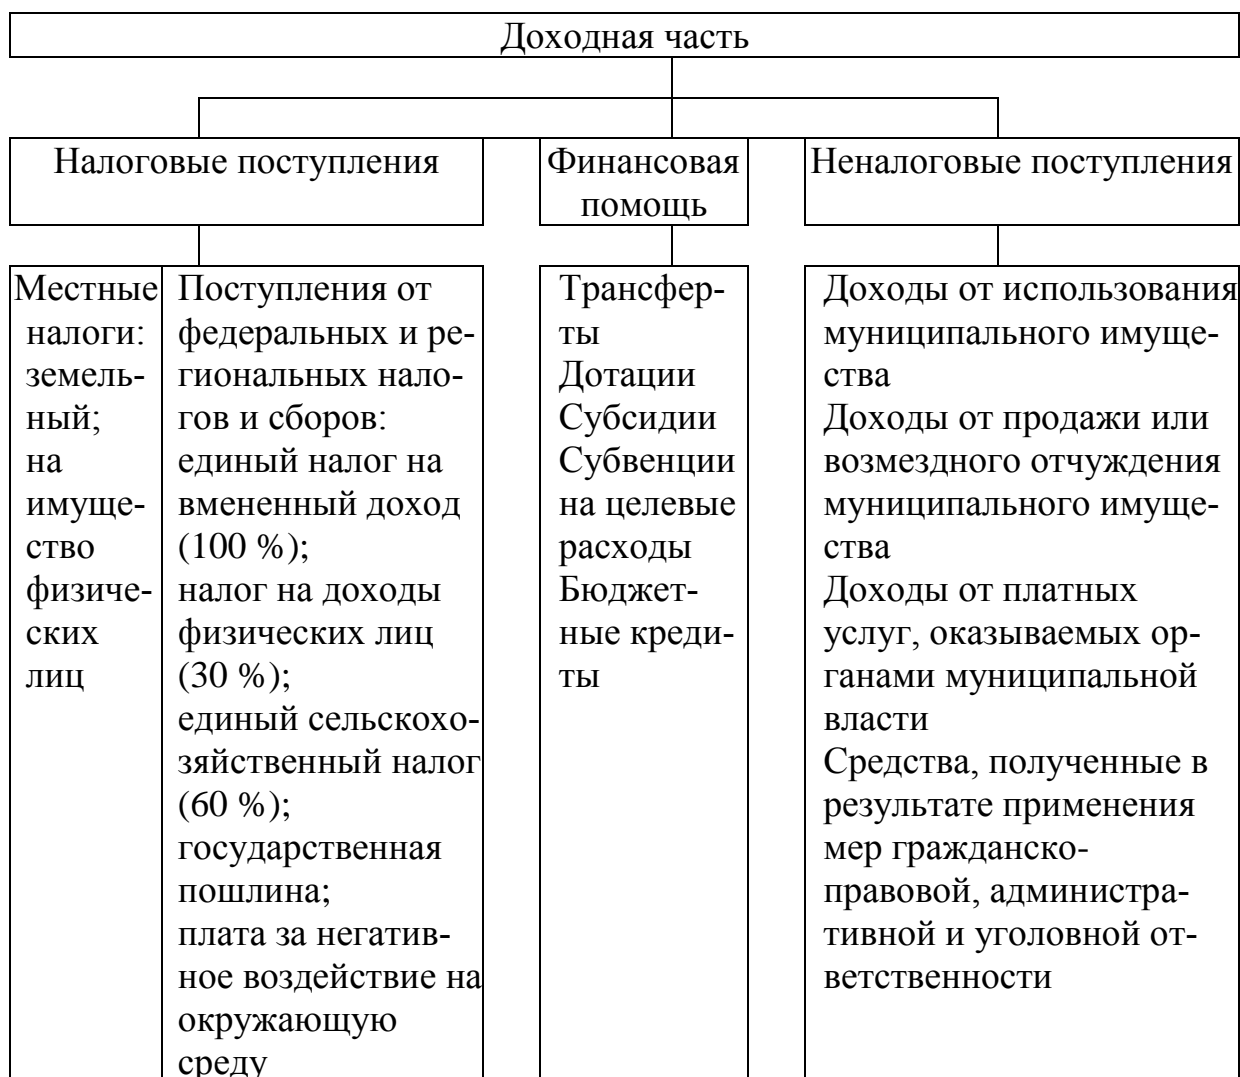 Доходная часть
Налоговые поступления
Финансовая
помощь
Неналоговые поступления
Местные
налоги:
земель-
ный;
на
имуще-
ство
физиче-
ских
лиц
Поступления от
федеральных и ре-
гиональных нало-
гов и сборов:
единый налог на
вмененный доход
(100 %);
налог на доходы
физических лиц
(30 %);
единый сельскохо-
зяйственный налог
(60 %);
государственная
пошлина;
плата за негатив-
ное воздействие на
окружающую
среду
Трансфер-
ты
Дотации
Субсидии
Субвенции
на целевые
расходы
Бюджет-
ные креди-
ты
Доходы от использования
муниципального имуще-
ства
Доходы от продажи или
возмездного отчуждения
муниципального имуще-
ства
Доходы от платных
услуг, оказываемых ор-
ганами муниципальной
власти
Средства, полученные в
результате применения
мер гражданско-
правовой, администра-
тивной и уголовной от-
ветственности